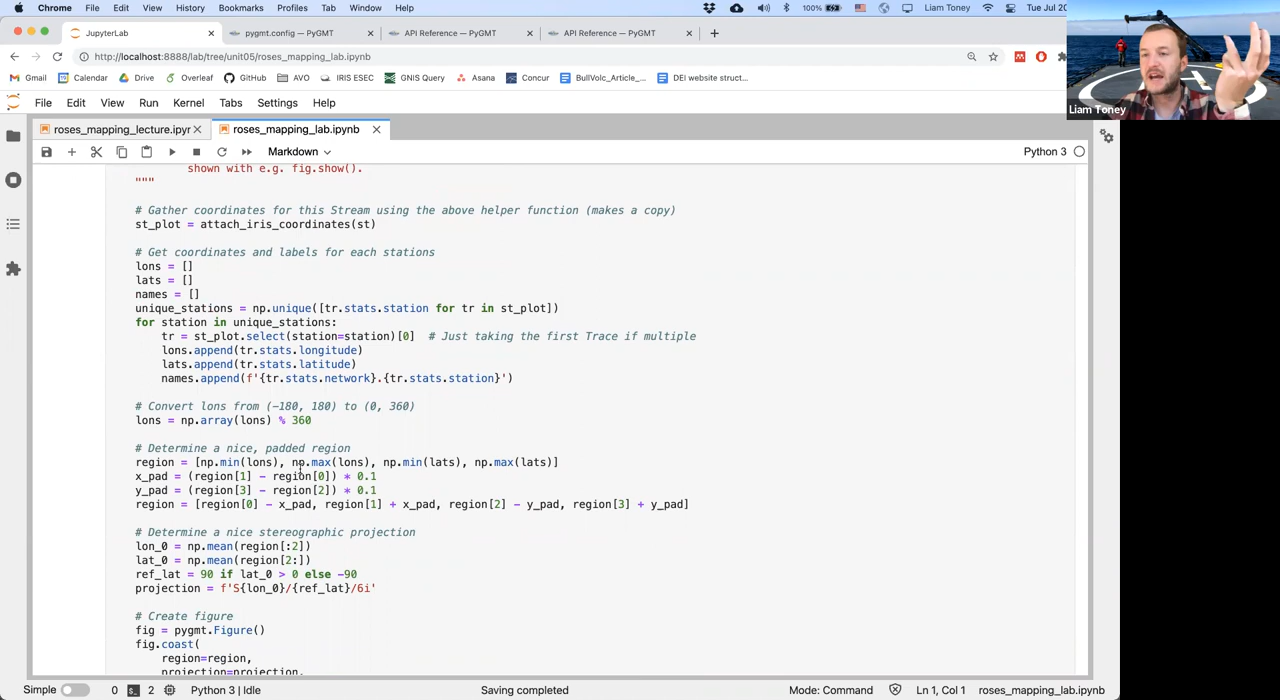 Chrome File Edit View History Bookmarks Profiles Tab Window Help 100% Liam Toney Tue Jul 20
JupyterLab × pygmt.config — PyGMT × API Reference — PyGMT × API Reference — PyGMT × +
http://localhost:8888/lab/tree/unit05/roses_mapping_lab.ipynb
Gmail Calendar Drive Overleaf GitHub AVO IRIS ESEC GNIS Query Asana Concur BullVolc_Article_... DEI website struct...
Liam Toney
File Edit View Run Kernel Tabs Settings Help
roses_mapping_lecture.ipyr × roses_mapping_lab.ipynb ×
Markdown Python 3
shown with e.g. fig.show().
"""
# Gather coordinates for this Stream using the above helper function (makes a copy)
st_plot = attach_iris_coordinates(st)
# Get coordinates and labels for each stations
lons = []
lats = []
names = []
unique_stations = np.unique([tr.stats.station for tr in st_plot])
for station in unique_stations:
tr = st_plot.select(station=station)[0] # Just taking the first Trace if multiple
lons.append(tr.stats.longitude)
lats.append(tr.stats.latitude)
names.append(f'{tr.stats.network}.{tr.stats.station}')
# Convert lons from (-180, 180) to (0, 360)
lons = np.array(lons) % 360
# Determine a nice, padded region
region = [np.min(lons), np.max(lons), np.min(lats), np.max(lats)]
x_pad = (region[1] - region[0]) * 0.1
y_pad = (region[3] - region[2]) * 0.1
region = [region[0] - x_pad, region[1] + x_pad, region[2] - y_pad, region[3] + y_pad]
# Determine a nice stereographic projection
lon_0 = np.mean(region[:2])
lat_0 = np.mean(region[2:])
ref_lat = 90 if lat_0 > 0 else -90
projection = f'S{lon_0}/{ref_lat}/6i'
# Create figure
fig = pygmt.Figure()
fig.coast(
region=region,
projection=projection,
Simple 0 2 Python 3 | Idle Saving completed Mode: Command Ln 1, Col 1 roses_mapping_lab.ipynb